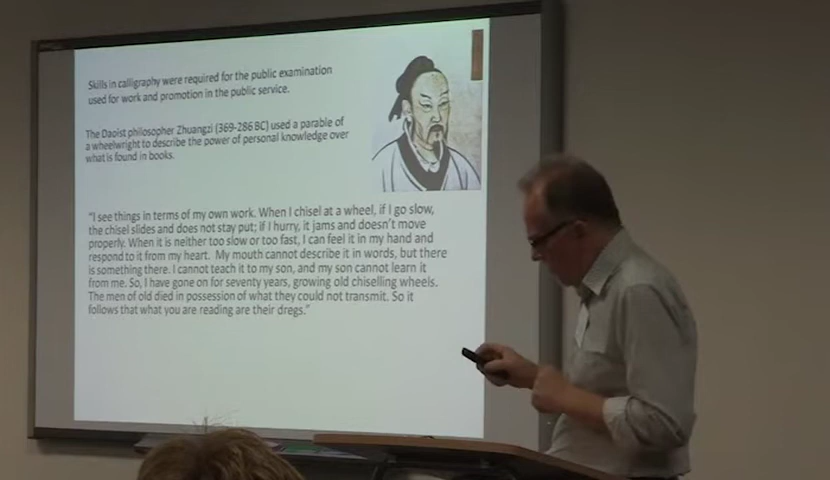 Skills in calligraphy were required for the public examination
used for work and promotion in the public service.
The Daoist philosopher Zhuangzi (369-286 BC) used a parable of
a wheelwright to describe the power of personal knowledge over
what is found in books.
"I see things in terms of my own work. When I chisel at a wheel, if I go slow,
the chisel slides and does not stay put; if I hurry, it jams and doesn't move
properly. When it is neither too slow or too fast, I can feel it in my hand and
respond to it from my heart. My mouth cannot describe it in words, but there
is something there. I cannot teach it to my son, and my son cannot learn it
from me. So, I have gone on for seventy years, growing old chiselling wheels.
The men of old died in possession of what they could not transmit. So it
follows that what you are reading are their dregs."